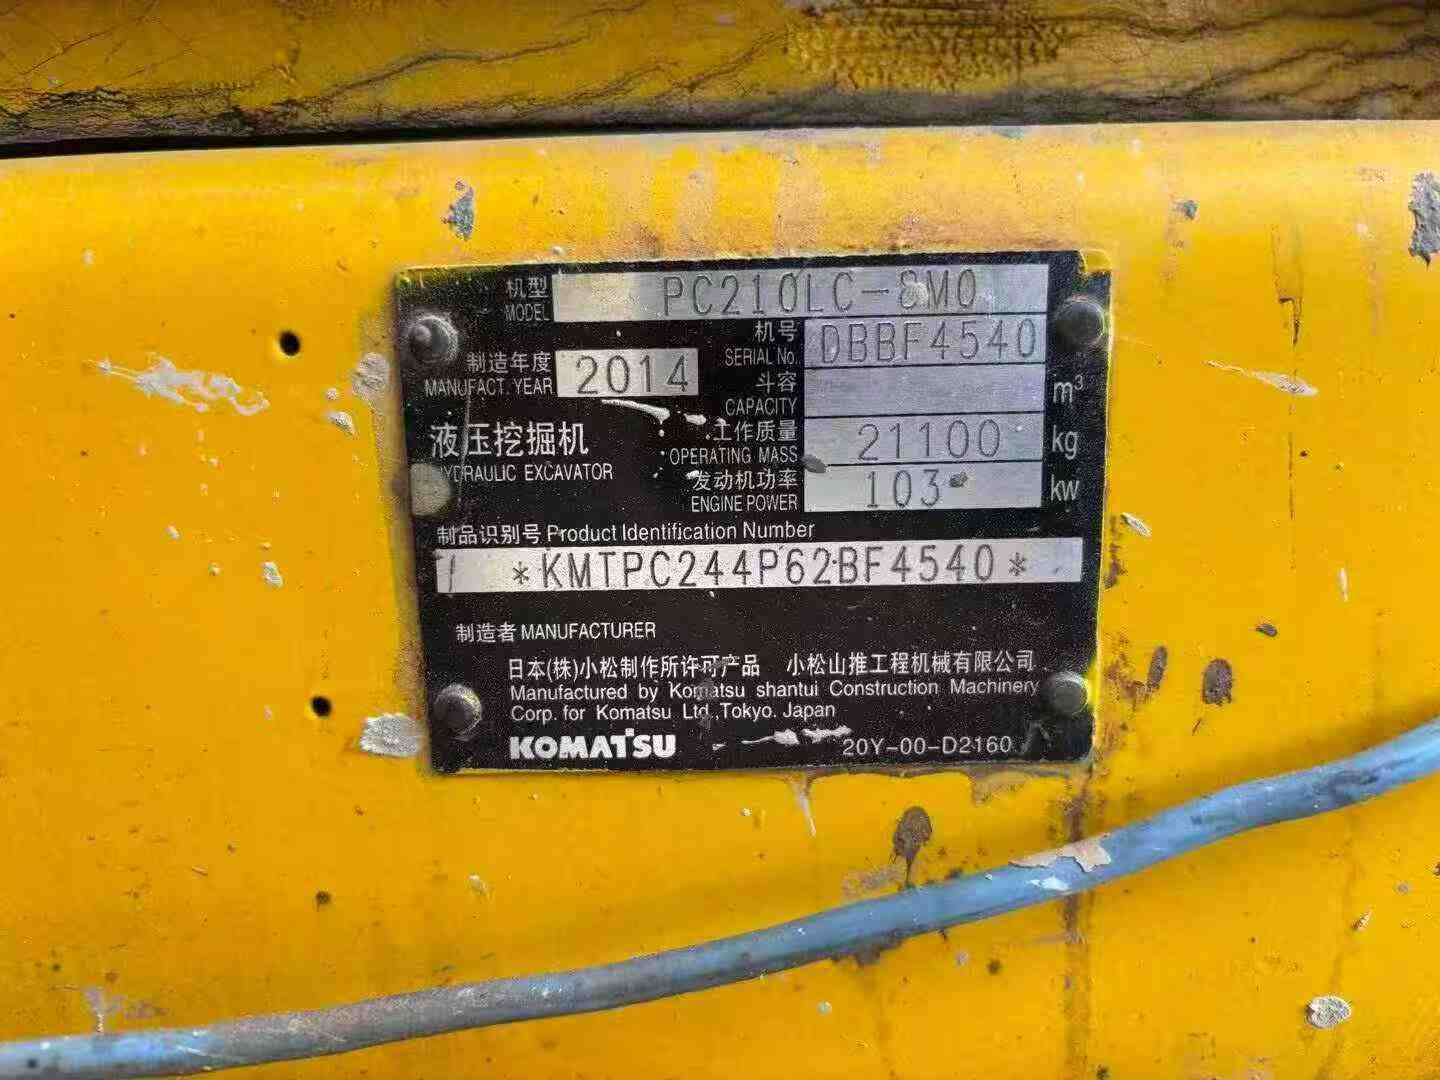 机型 PC210LC-8M0
MODEL
机号 DBBF4540
SERIAL No.
制造年度 2014
MANUFACT. YEAR
斗容 m³
CAPACITY
液压挖掘机
HYDRAULIC EXCAVATOR
工作质量 21100 kg
OPERATING MASS
发动机功率 103 kw
ENGINE POWER
制品识别号 Product Identification Number
*KMTPC244P62BF4540*
制造者 MANUFACTURER
日本(株)小松制作所许可产品 小松山推工程机械有限公司
Manufactured by Komatsu shantui Construction Machinery
Corp. for Komatsu Ltd.,Tokyo. Japan
KOMATSU 20Y-00-D2160